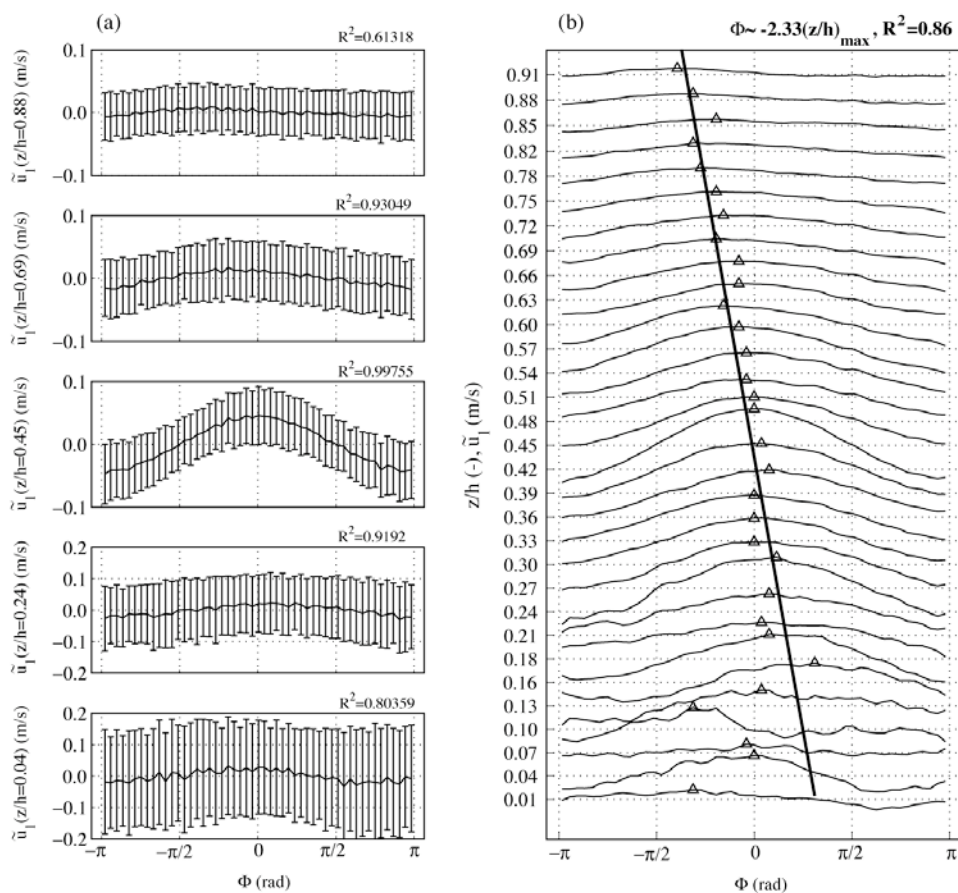 (a)
R²=0.61318
ũ₁(z/h=0.88) (m/s)
0.1
0.0
−0.1
R²=0.93049
ũ₁(z/h=0.69) (m/s)
0.1
0.0
−0.1
R²=0.99755
ũ₁(z/h=0.45) (m/s)
0.1
0.0
−0.1
R²=0.9192
ũ₁(z/h=0.24) (m/s)
0.2
0.1
0.0
−0.1
−0.2
R²=0.80359
ũ₁(z/h=0.04) (m/s)
0.2
0.1
0.0
−0.1
−0.2
−π −π/2 0 π/2 π
Φ (rad)
(b)
Φ~ -2.33(z/h)max , R²=0.86
z/h (-), ũ₁ (m/s)
0.91
0.88
0.85
0.82
0.78
0.75
0.72
0.69
0.66
0.63
0.60
0.57
0.54
0.51
0.45
0.42
0.39
0.36
0.33
0.27
0.24
0.21
0.18
0.16
0.13
0.10
0.07
0.04
0.01
−π −π/2 0 π/2 π
Φ (rad)